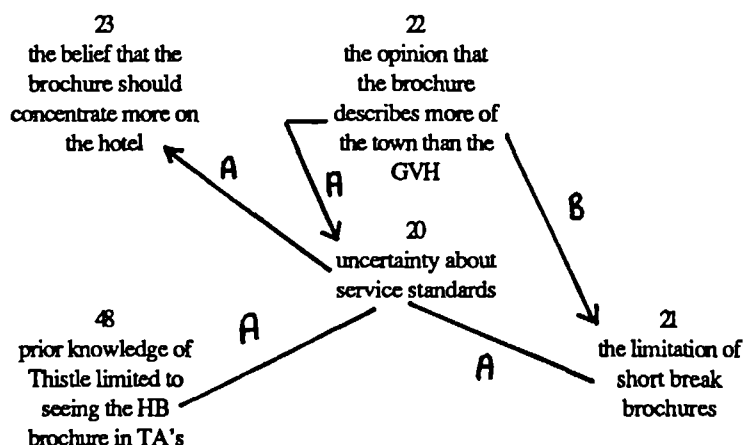 23
the belief that the
brochure should
concentrate more on
the hotel
22
the opinion that
the brochure
describes more of
the town than the
GVH
A
A
B
20
uncertainty about
service standards
48
prior knowledge of
Thistle limited to
seeing the HB
brochure in TA's
A
A
21
the limitation of
short break
brochures